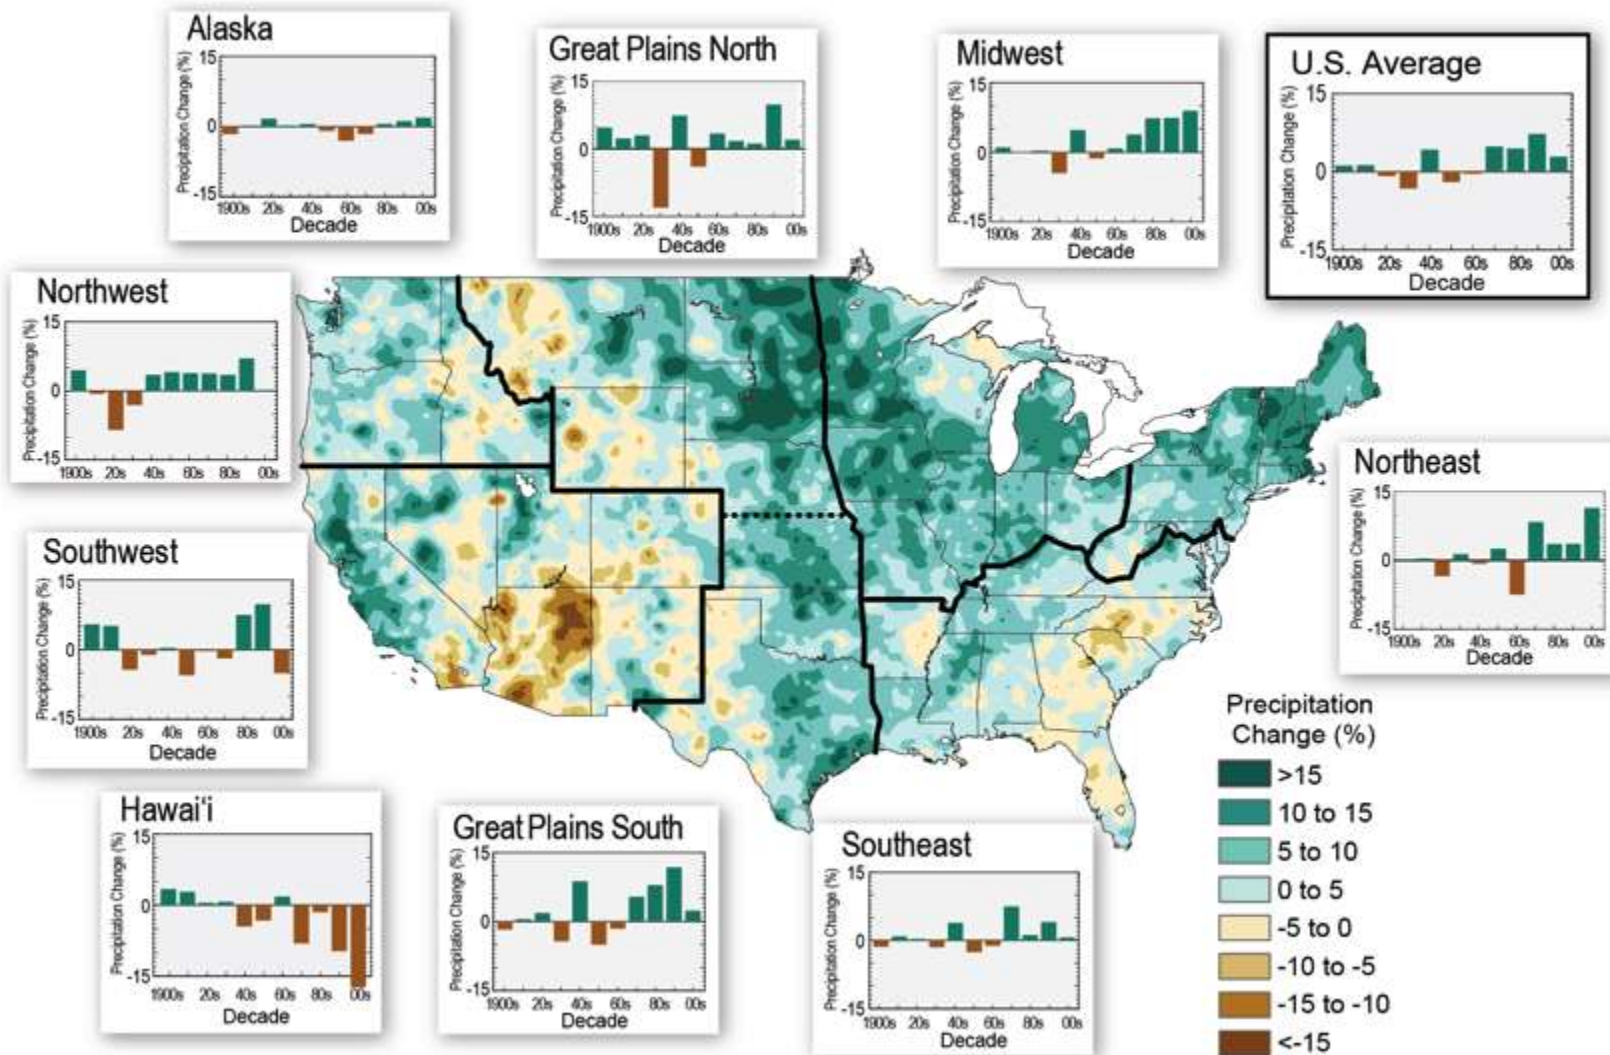 Alaska
Precipitation Change (%)
15
0
-15
1900s 20s 40s 60s 80s 00s
Decade
Great Plains North
Precipitation Change (%)
15
0
-15
1900s 20s 40s 60s 80s 00s
Decade
Midwest
Precipitation Change (%)
15
0
-15
1900s 20s 40s 60s 80s 00s
Decade
U.S. Average
Precipitation Change (%)
15
0
-15
1900s 20s 40s 60s 80s 00s
Decade
Northwest
Precipitation Change (%)
15
0
-15
1900s 20s 40s 60s 80s 00s
Decade
Northeast
Precipitation Change (%)
15
0
-15
1900s 20s 40s 60s 80s 00s
Decade
Southwest
Precipitation Change (%)
15
0
-15
1900s 20s 40s 60s 80s 00s
Decade
Hawai‘i
Precipitation Change (%)
15
0
-15
1900s 20s 40s 60s 80s 00s
Decade
Great Plains South
Precipitation Change (%)
15
0
-15
1900s 20s 40s 60s 80s 00s
Decade
Southeast
Precipitation Change (%)
15
0
-15
1900s 20s 40s 60s 80s 00s
Decade
Precipitation
Change (%)
>15
10 to 15
5 to 10
0 to 5
-5 to 0
-10 to -5
-15 to -10
<-15